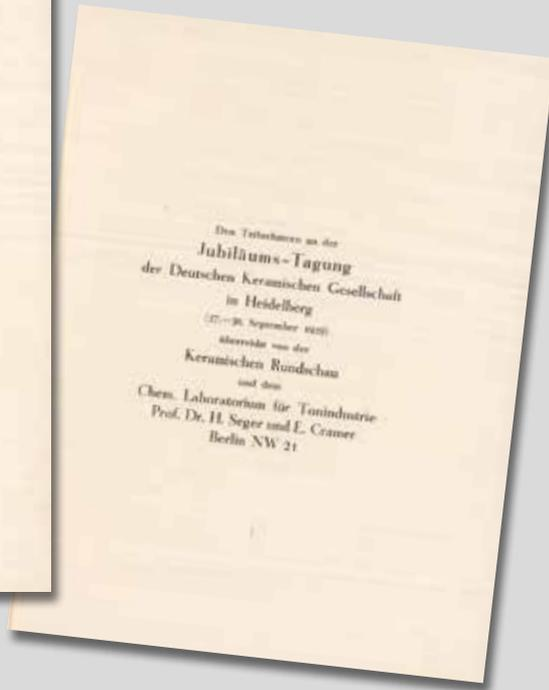 Den Teilnehmern an der
Jubiläums-Tagung
der Deutschen Keramischen Gesellschaft
in Heidelberg
September
überreicht von der
Keramischen Rundschau
und dem
Chem. Laboratorium für Tonindustrie
Prof. Dr. H. Seger und E. Cramer
Berlin NW 21